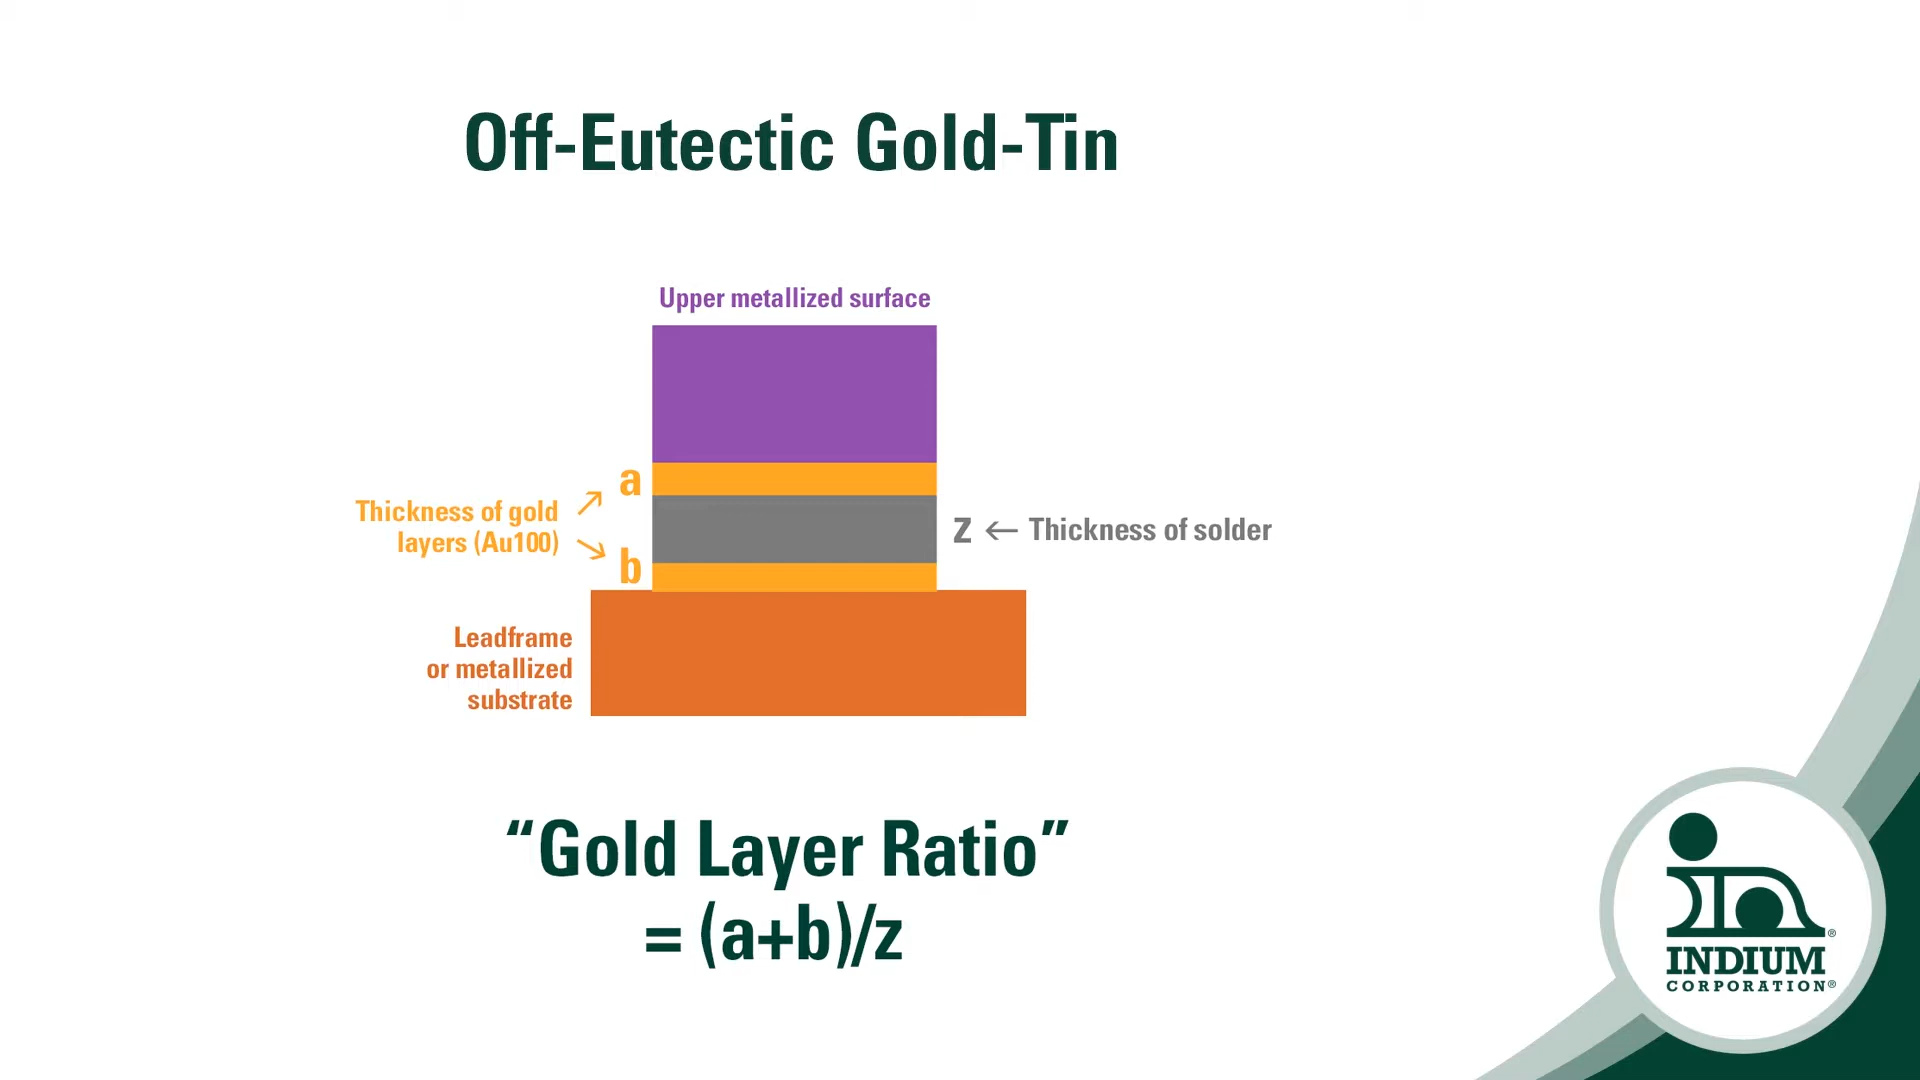 Off-Eutectic Gold-Tin
Upper metallized surface
a
Thickness of gold
layers (Au100)
b
z ← Thickness of solder
Leadframe
or metallized
substrate
“Gold Layer Ratio”
= (a+b)/z
INDIUM
CORPORATION®